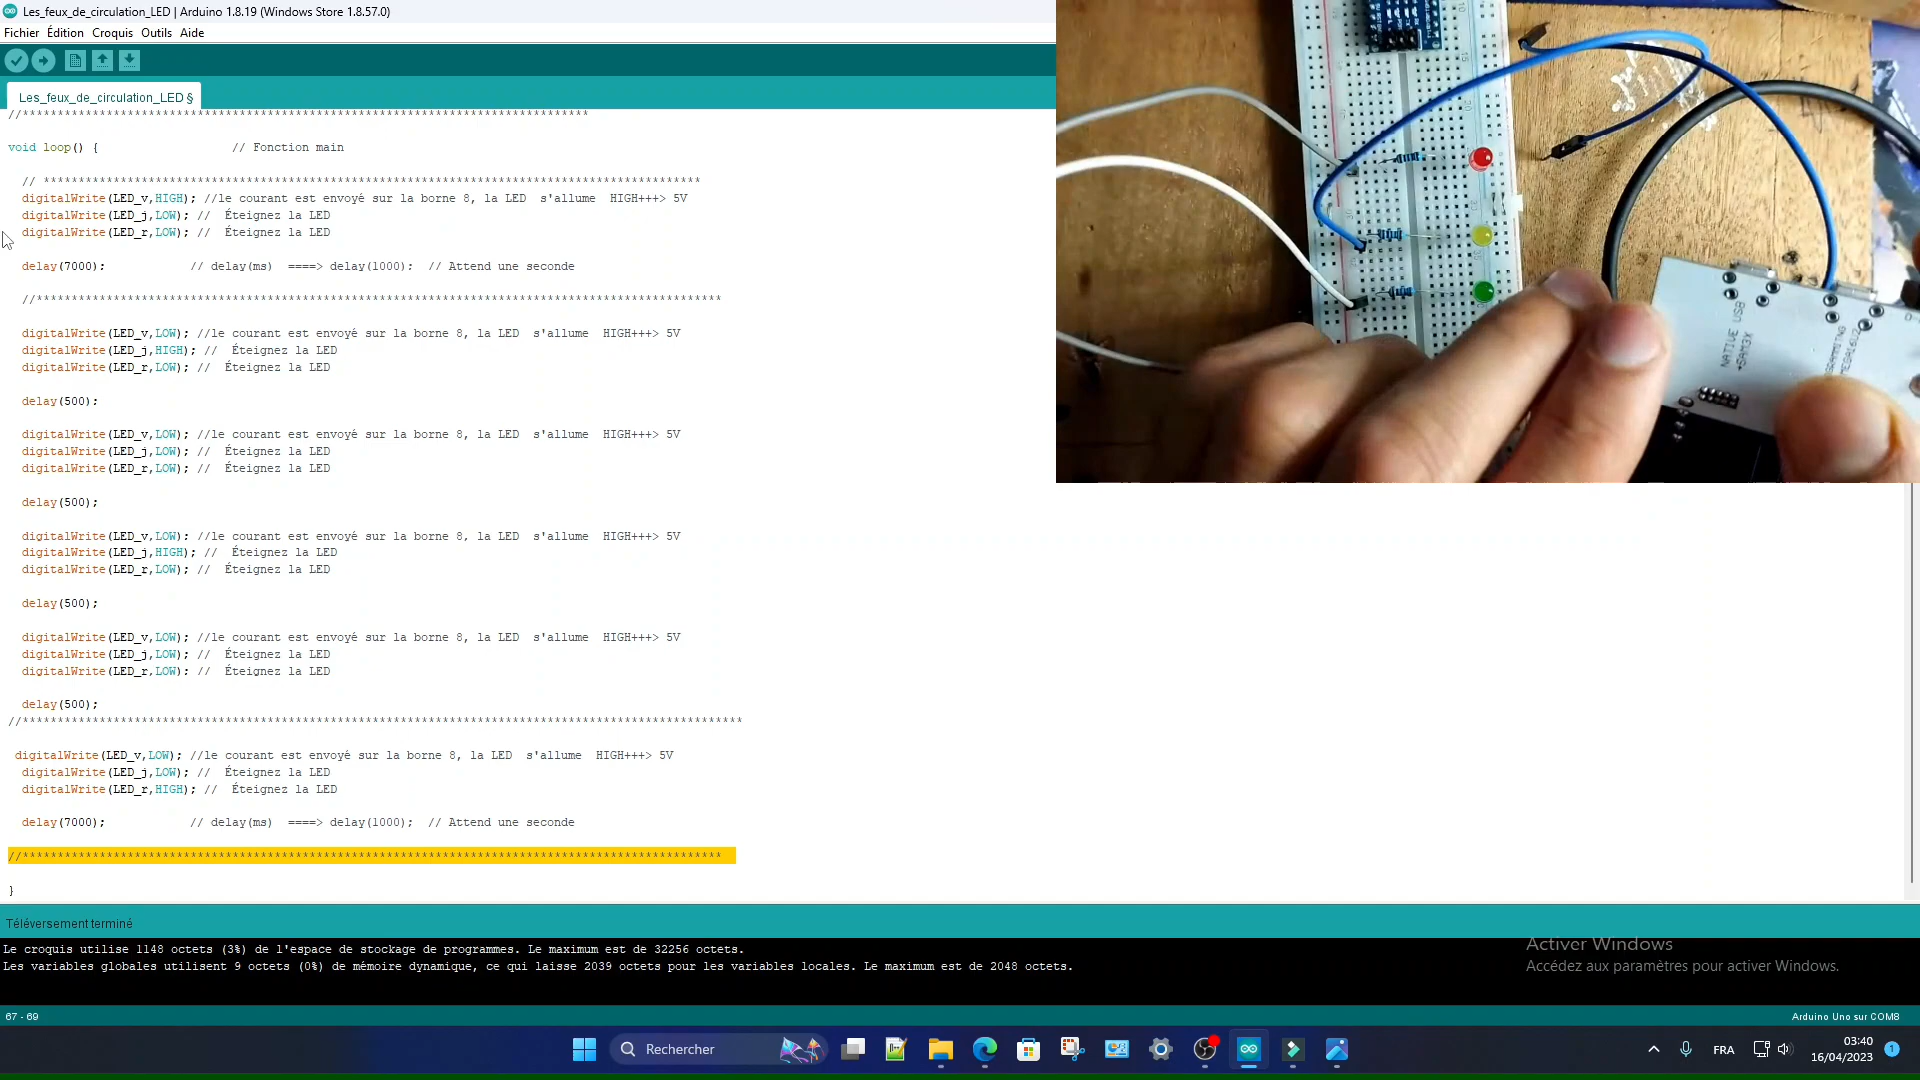 Les_feux_de_circulation_LED | Arduino 1.8.19 (Windows Store 1.8.57.0)
Fichier Édition Croquis Outils Aide
Les_feux_de_circulation_LED §
//*********************************************************************************
void loop() { // Fonction main
// **********************************************************************************************
digitalWrite(LED_v,HIGH); //le courant est envoyé sur la borne 8, la LED s'allume HIGH+++> 5V
digitalWrite(LED_j,LOW); // Éteignez la LED
digitalWrite(LED_r,LOW); // Éteignez la LED
delay(7000); // delay(ms) ====> delay(1000); // Attend une seconde
//**************************************************************************************************
digitalWrite(LED_v,LOW); //le courant est envoyé sur la borne 8, la LED s'allume HIGH+++> 5V
digitalWrite(LED_j,HIGH); // Éteignez la LED
digitalWrite(LED_r,LOW); // Éteignez la LED
delay(500);
digitalWrite(LED_v,LOW); //le courant est envoyé sur la borne 8, la LED s'allume HIGH+++> 5V
digitalWrite(LED_j,LOW); // Éteignez la LED
digitalWrite(LED_r,LOW); // Éteignez la LED
delay(500);
digitalWrite(LED_v,LOW); //le courant est envoyé sur la borne 8, la LED s'allume HIGH+++> 5V
digitalWrite(LED_j,HIGH); // Éteignez la LED
digitalWrite(LED_r,LOW); // Éteignez la LED
delay(500);
digitalWrite(LED_v,LOW); //le courant est envoyé sur la borne 8, la LED s'allume HIGH+++> 5V
digitalWrite(LED_j,LOW); // Éteignez la LED
digitalWrite(LED_r,LOW); // Éteignez la LED
delay(500);
//*******************************************************************************************************
digitalWrite(LED_v,LOW); //le courant est envoyé sur la borne 8, la LED s'allume HIGH+++> 5V
digitalWrite(LED_j,LOW); // Éteignez la LED
digitalWrite(LED_r,HIGH); // Éteignez la LED
delay(7000); // delay(ms) ====> delay(1000); // Attend une seconde
//****************************************************************************************************
}
NATIVE USB
Téléversement terminé
Le croquis utilise 1148 octets (3%) de l'espace de stockage de programmes. Le maximum est de 32256 octets.
Les variables globales utilisent 9 octets (0%) de mémoire dynamique, ce qui laisse 2039 octets pour les variables locales. Le maximum est de 2048 octets.
Activer Windows
Accédez aux paramètres pour activer Windows.
67 - 69
Arduino Uno sur COM8
Rechercher
FRA
03:40
16/04/2023
1